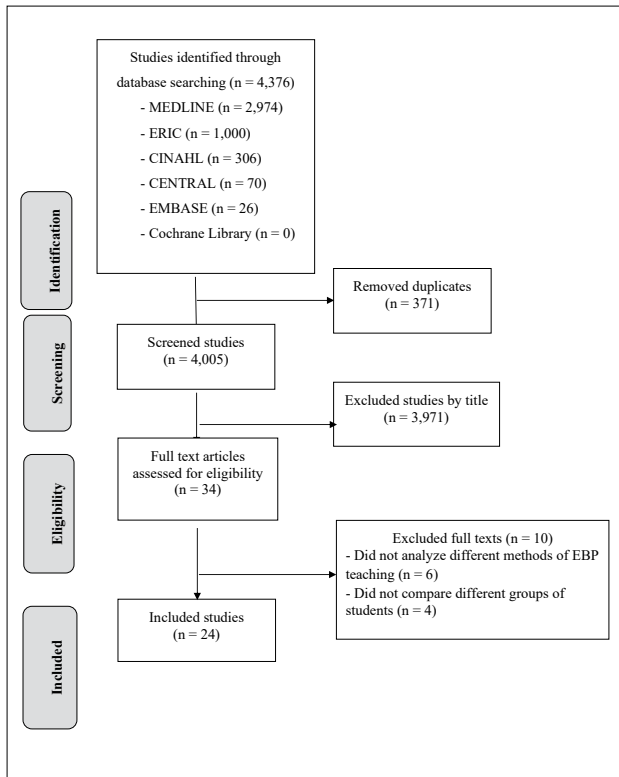 Studies identified through
database searching (n = 4,376)
- MEDLINE (n = 2,974)
- ERIC (n = 1,000)
- CINAHL (n = 306)
- CENTRAL (n = 70)
- EMBASE (n = 26)
- Cochrane Library (n = 0)
Identification
Removed duplicates
(n = 371)
Screening
Screened studies
(n = 4,005)
Excluded studies by title
(n = 3,971)
Eligibility
Full text articles
assessed for eligibility
(n = 34)
Excluded full texts (n = 10)
- Did not analyze different methods of EBP
teaching (n = 6)
- Did not compare different groups of
students (n = 4)
Included
Included studies
(n = 24)